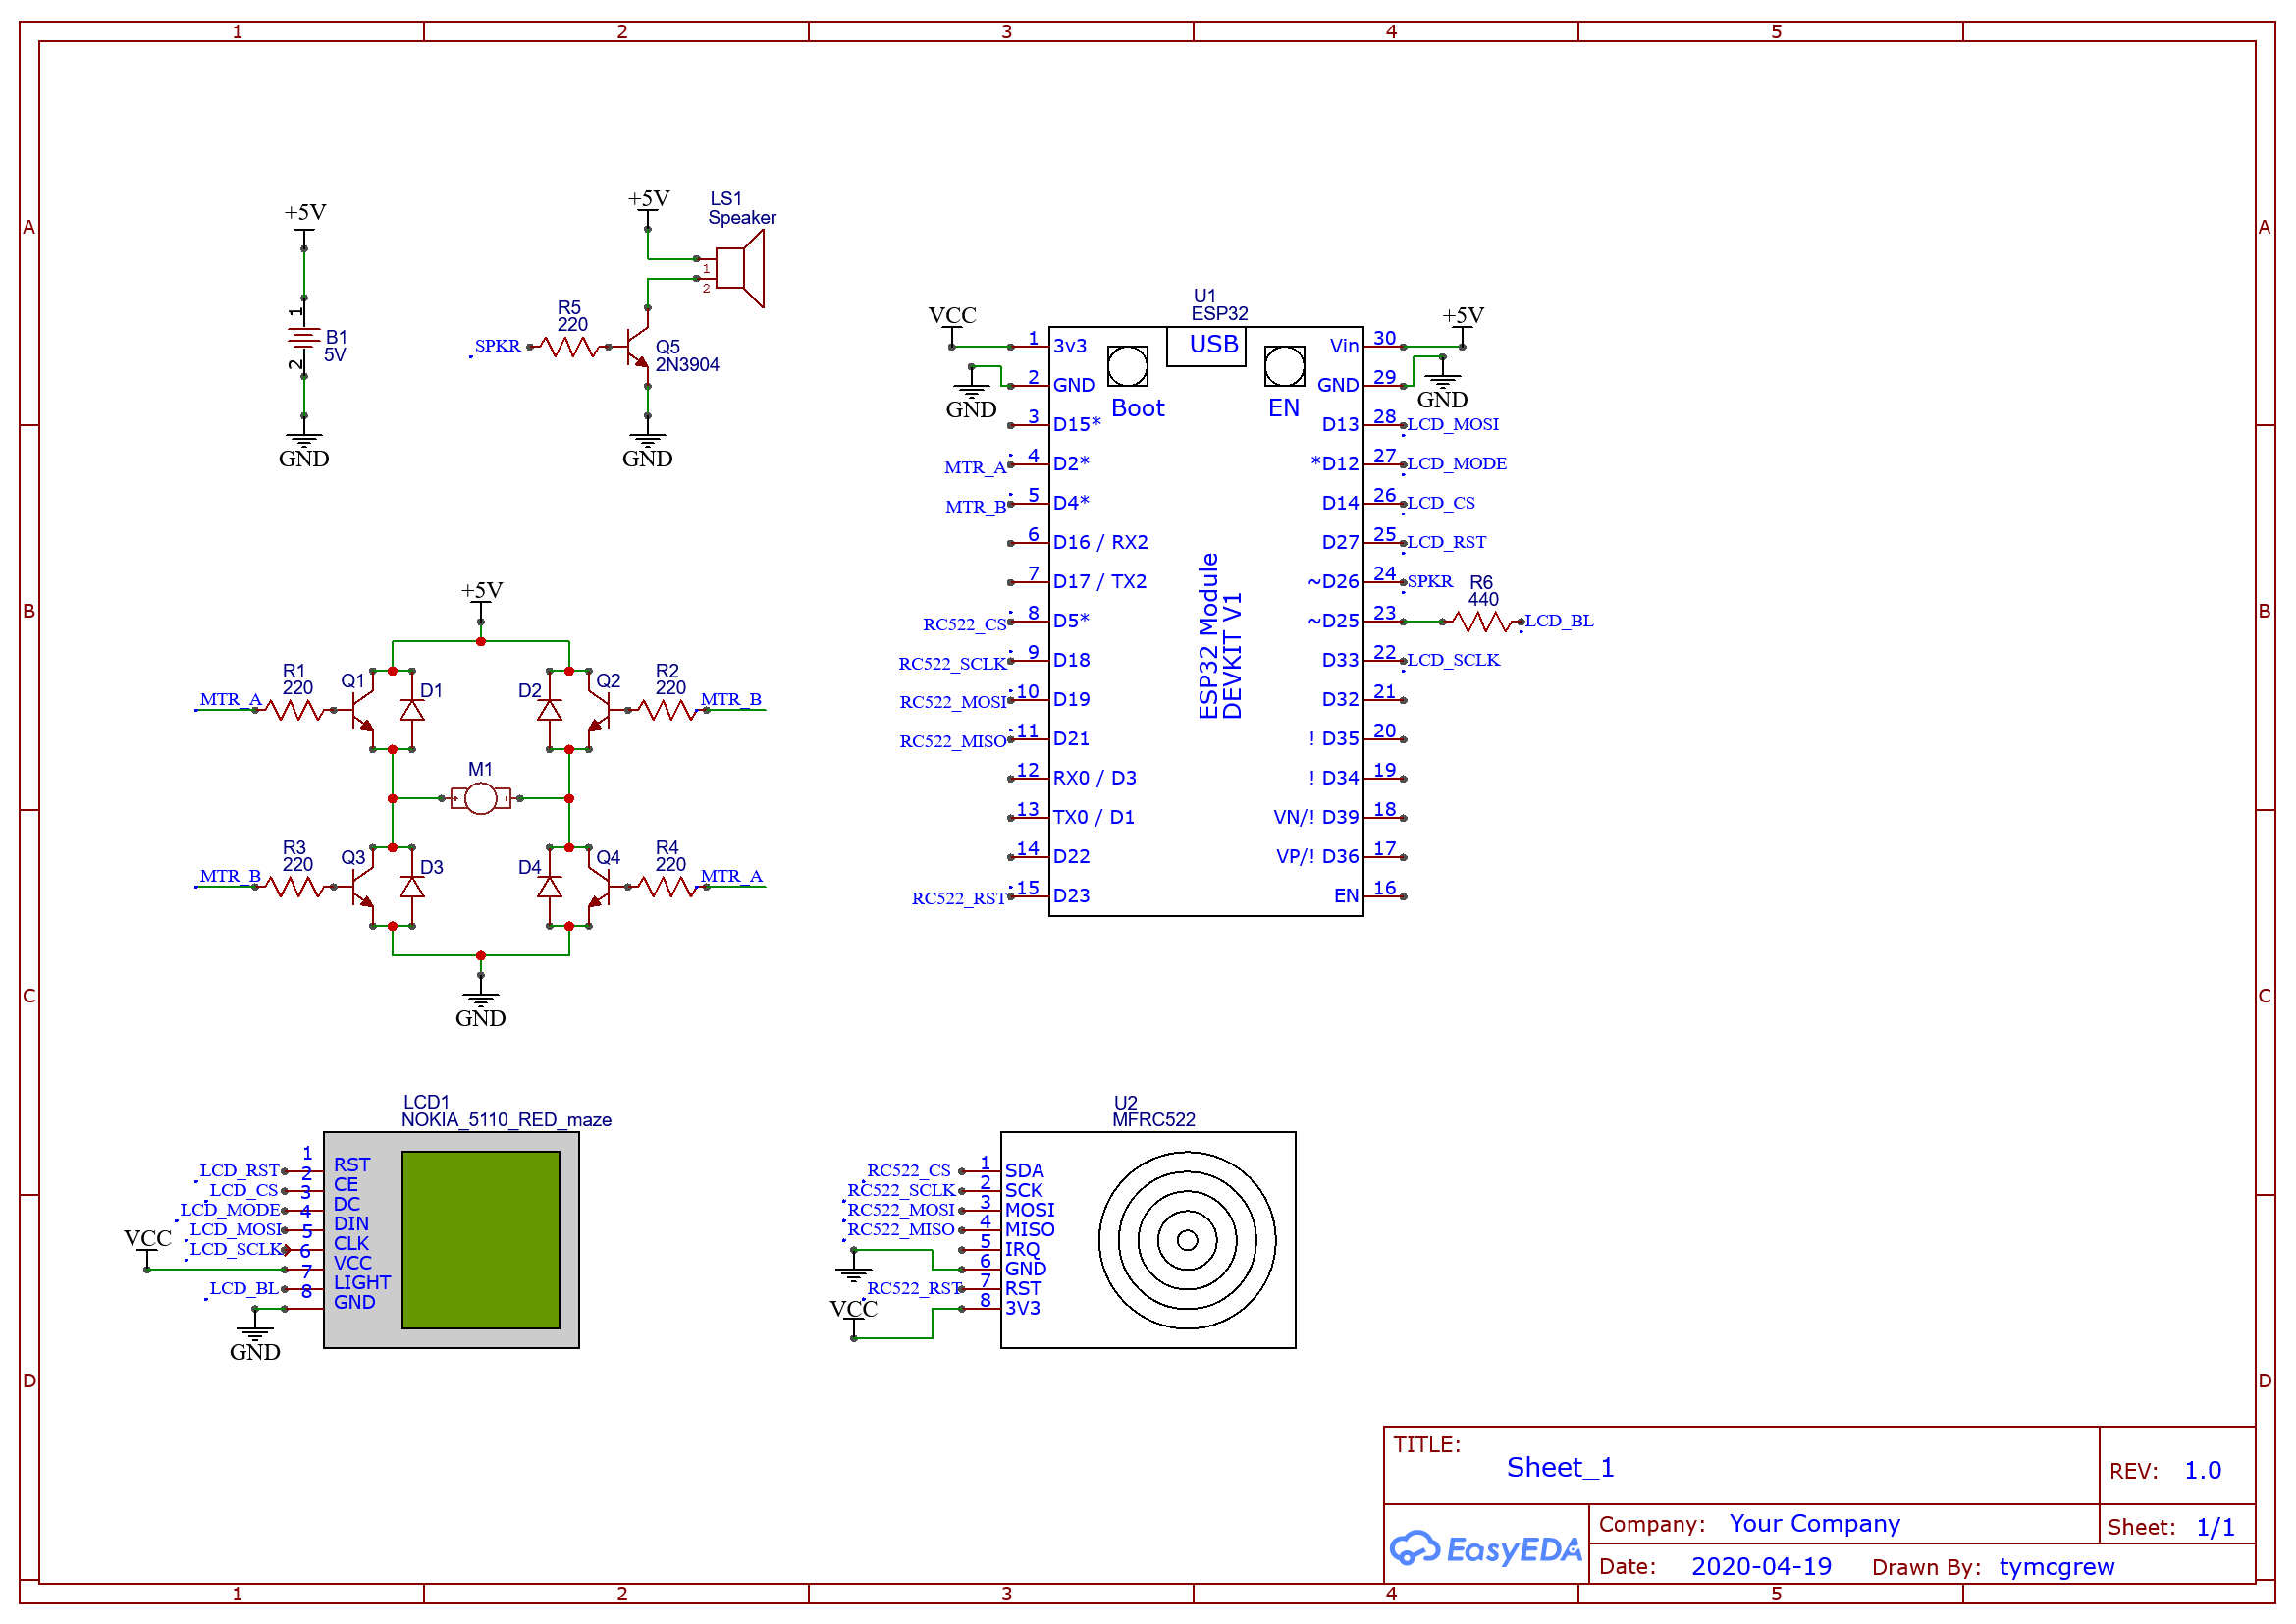 1 2 3 4 5
A A
B B
C C
D D
+5V
1
B1
5V
2
GND
+5V
LS1
Speaker
1
2
R5
220
SPKR
Q5
2N3904
GND
+5V
R1
220
MTR_A
Q1
D1
D2
Q2
R2
220
MTR_B
M1
R3
220
MTR_B
Q3
D3
D4
Q4
R4
220
MTR_A
GND
U1
ESP32
USB
Boot
EN
ESP32 Module
DEVKIT V1
VCC 1 3v3
GND 2 GND
3 D15*
MTR_A 4 D2*
MTR_B 5 D4*
6 D16 / RX2
7 D17 / TX2
RC522_CS 8 D5*
RC522_SCLK 9 D18
RC522_MOSI 10 D19
RC522_MISO 11 D21
12 RX0 / D3
13 TX0 / D1
14 D22
RC522_RST 15 D23
Vin 30 +5V
GND 29 GND
D13 28 LCD_MOSI
*D12 27 LCD_MODE
D14 26 LCD_CS
D27 25 LCD_RST
~D26 24 SPKR
~D25 23 R6 440 LCD_BL
D33 22 LCD_SCLK
D32 21
! D35 20
! D34 19
VN/! D39 18
VP/! D36 17
EN 16
LCD1
NOKIA_5110_RED_maze
LCD_RST 1 RST
LCD_CS 2 CE
LCD_MODE 3 DC
LCD_MOSI 4 DIN
LCD_SCLK 5 CLK
VCC 6 VCC
LCD_BL 7 LIGHT
GND 8 GND
U2
MFRC522
RC522_CS 1 SDA
RC522_SCLK 2 SCK
RC522_MOSI 3 MOSI
RC522_MISO 4 MISO
5 IRQ
6 GND
RC522_RST 7 RST
VCC 8 3V3
TITLE:
Sheet_1
REV: 1.0
EasyEDA
Company: Your Company
Sheet: 1/1
Date: 2020-04-19 Drawn By: tymcgrew
1 2 3 4 5